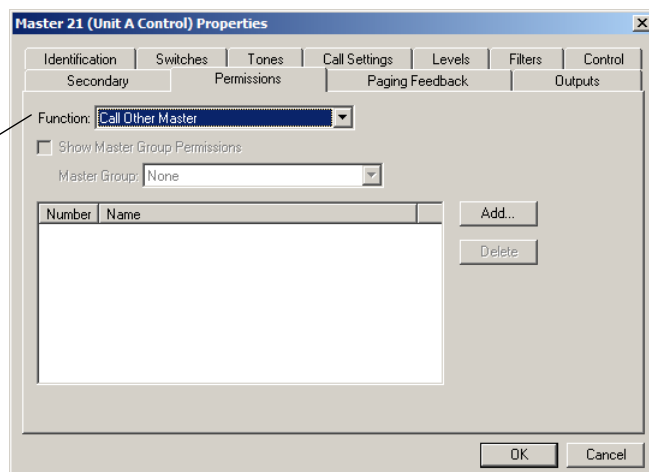 Master 21 (Unit A Control) Properties
Identification Switches Tones Call Settings Levels Filters Control
Secondary Permissions Paging Feedback Outputs
Function: Call Other Master
Show Master Group Permissions
Master Group: None
Number Name
Add...
Delete
OK Cancel